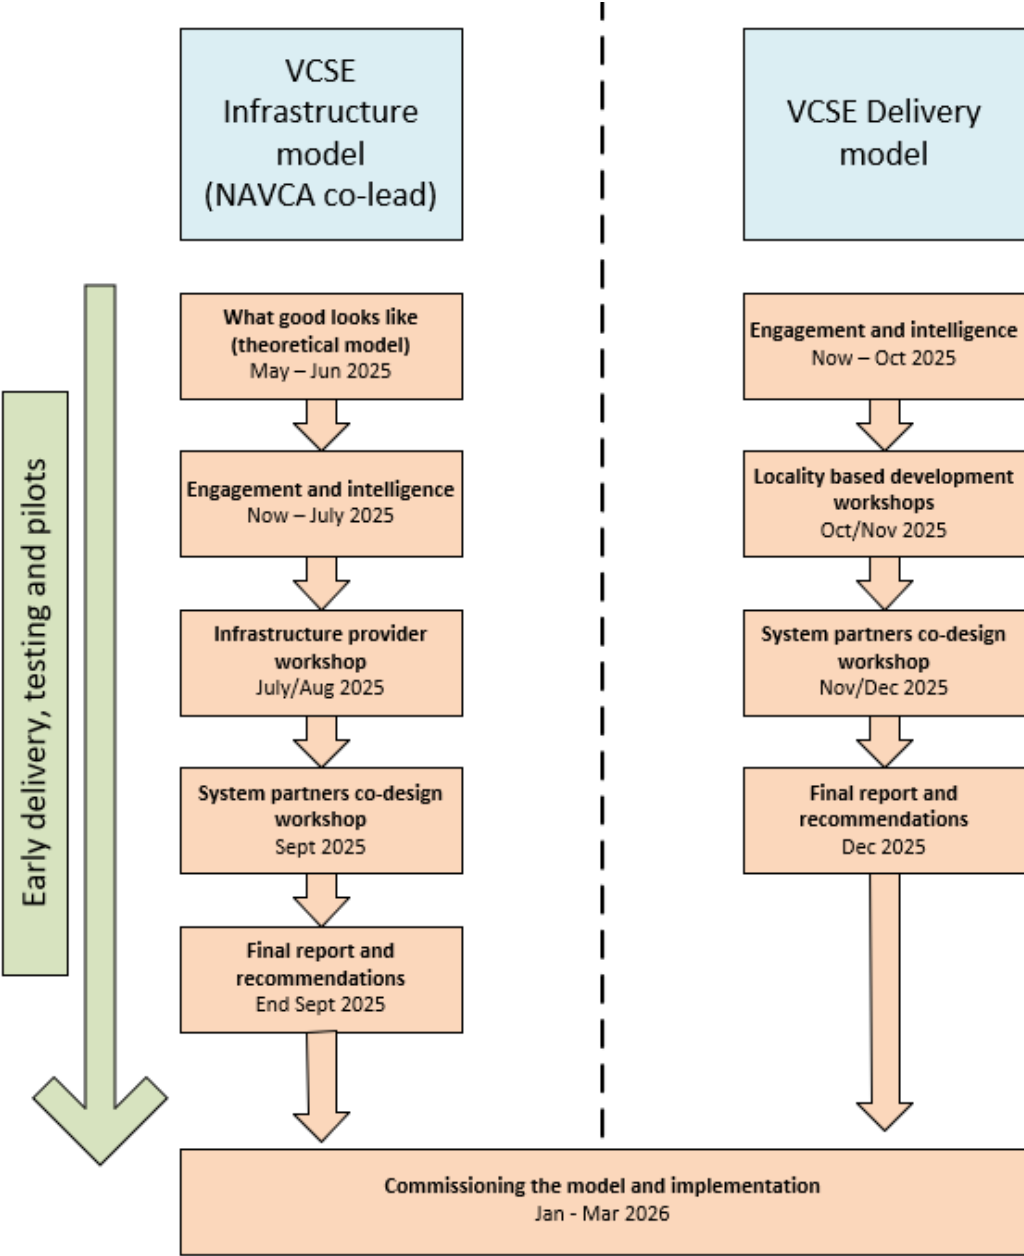 VCSE
Infrastructure
model
(NAVCA co-lead)
VCSE Delivery
model
Early delivery, testing and pilots
What good looks like
(theoretical model)
May – Jun 2025
Engagement and intelligence
Now – July 2025
Infrastructure provider
workshop
July/Aug 2025
System partners co-design
workshop
Sept 2025
Final report and
recommendations
End Sept 2025
Engagement and intelligence
Now – Oct 2025
Locality based development
workshops
Oct/Nov 2025
System partners co-design
workshop
Nov/Dec 2025
Final report and
recommendations
Dec 2025
Commissioning the model and implementation
Jan - Mar 2026